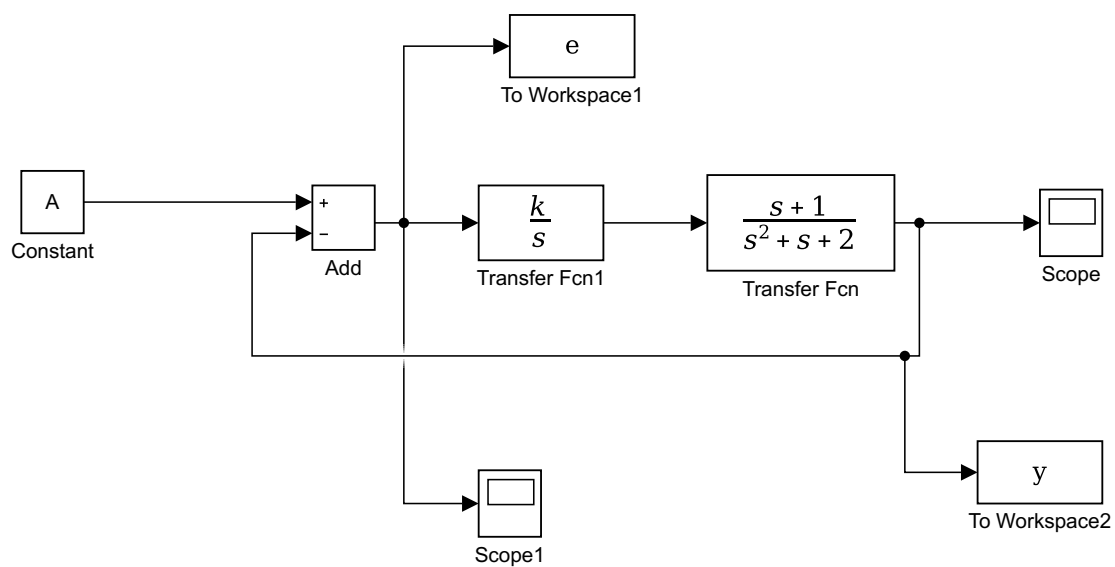 e
To Workspace1
A
Constant
+
−
Add
k
s
Transfer Fcn1
s + 1
s² + s + 2
Transfer Fcn
Scope
y
To Workspace2
Scope1